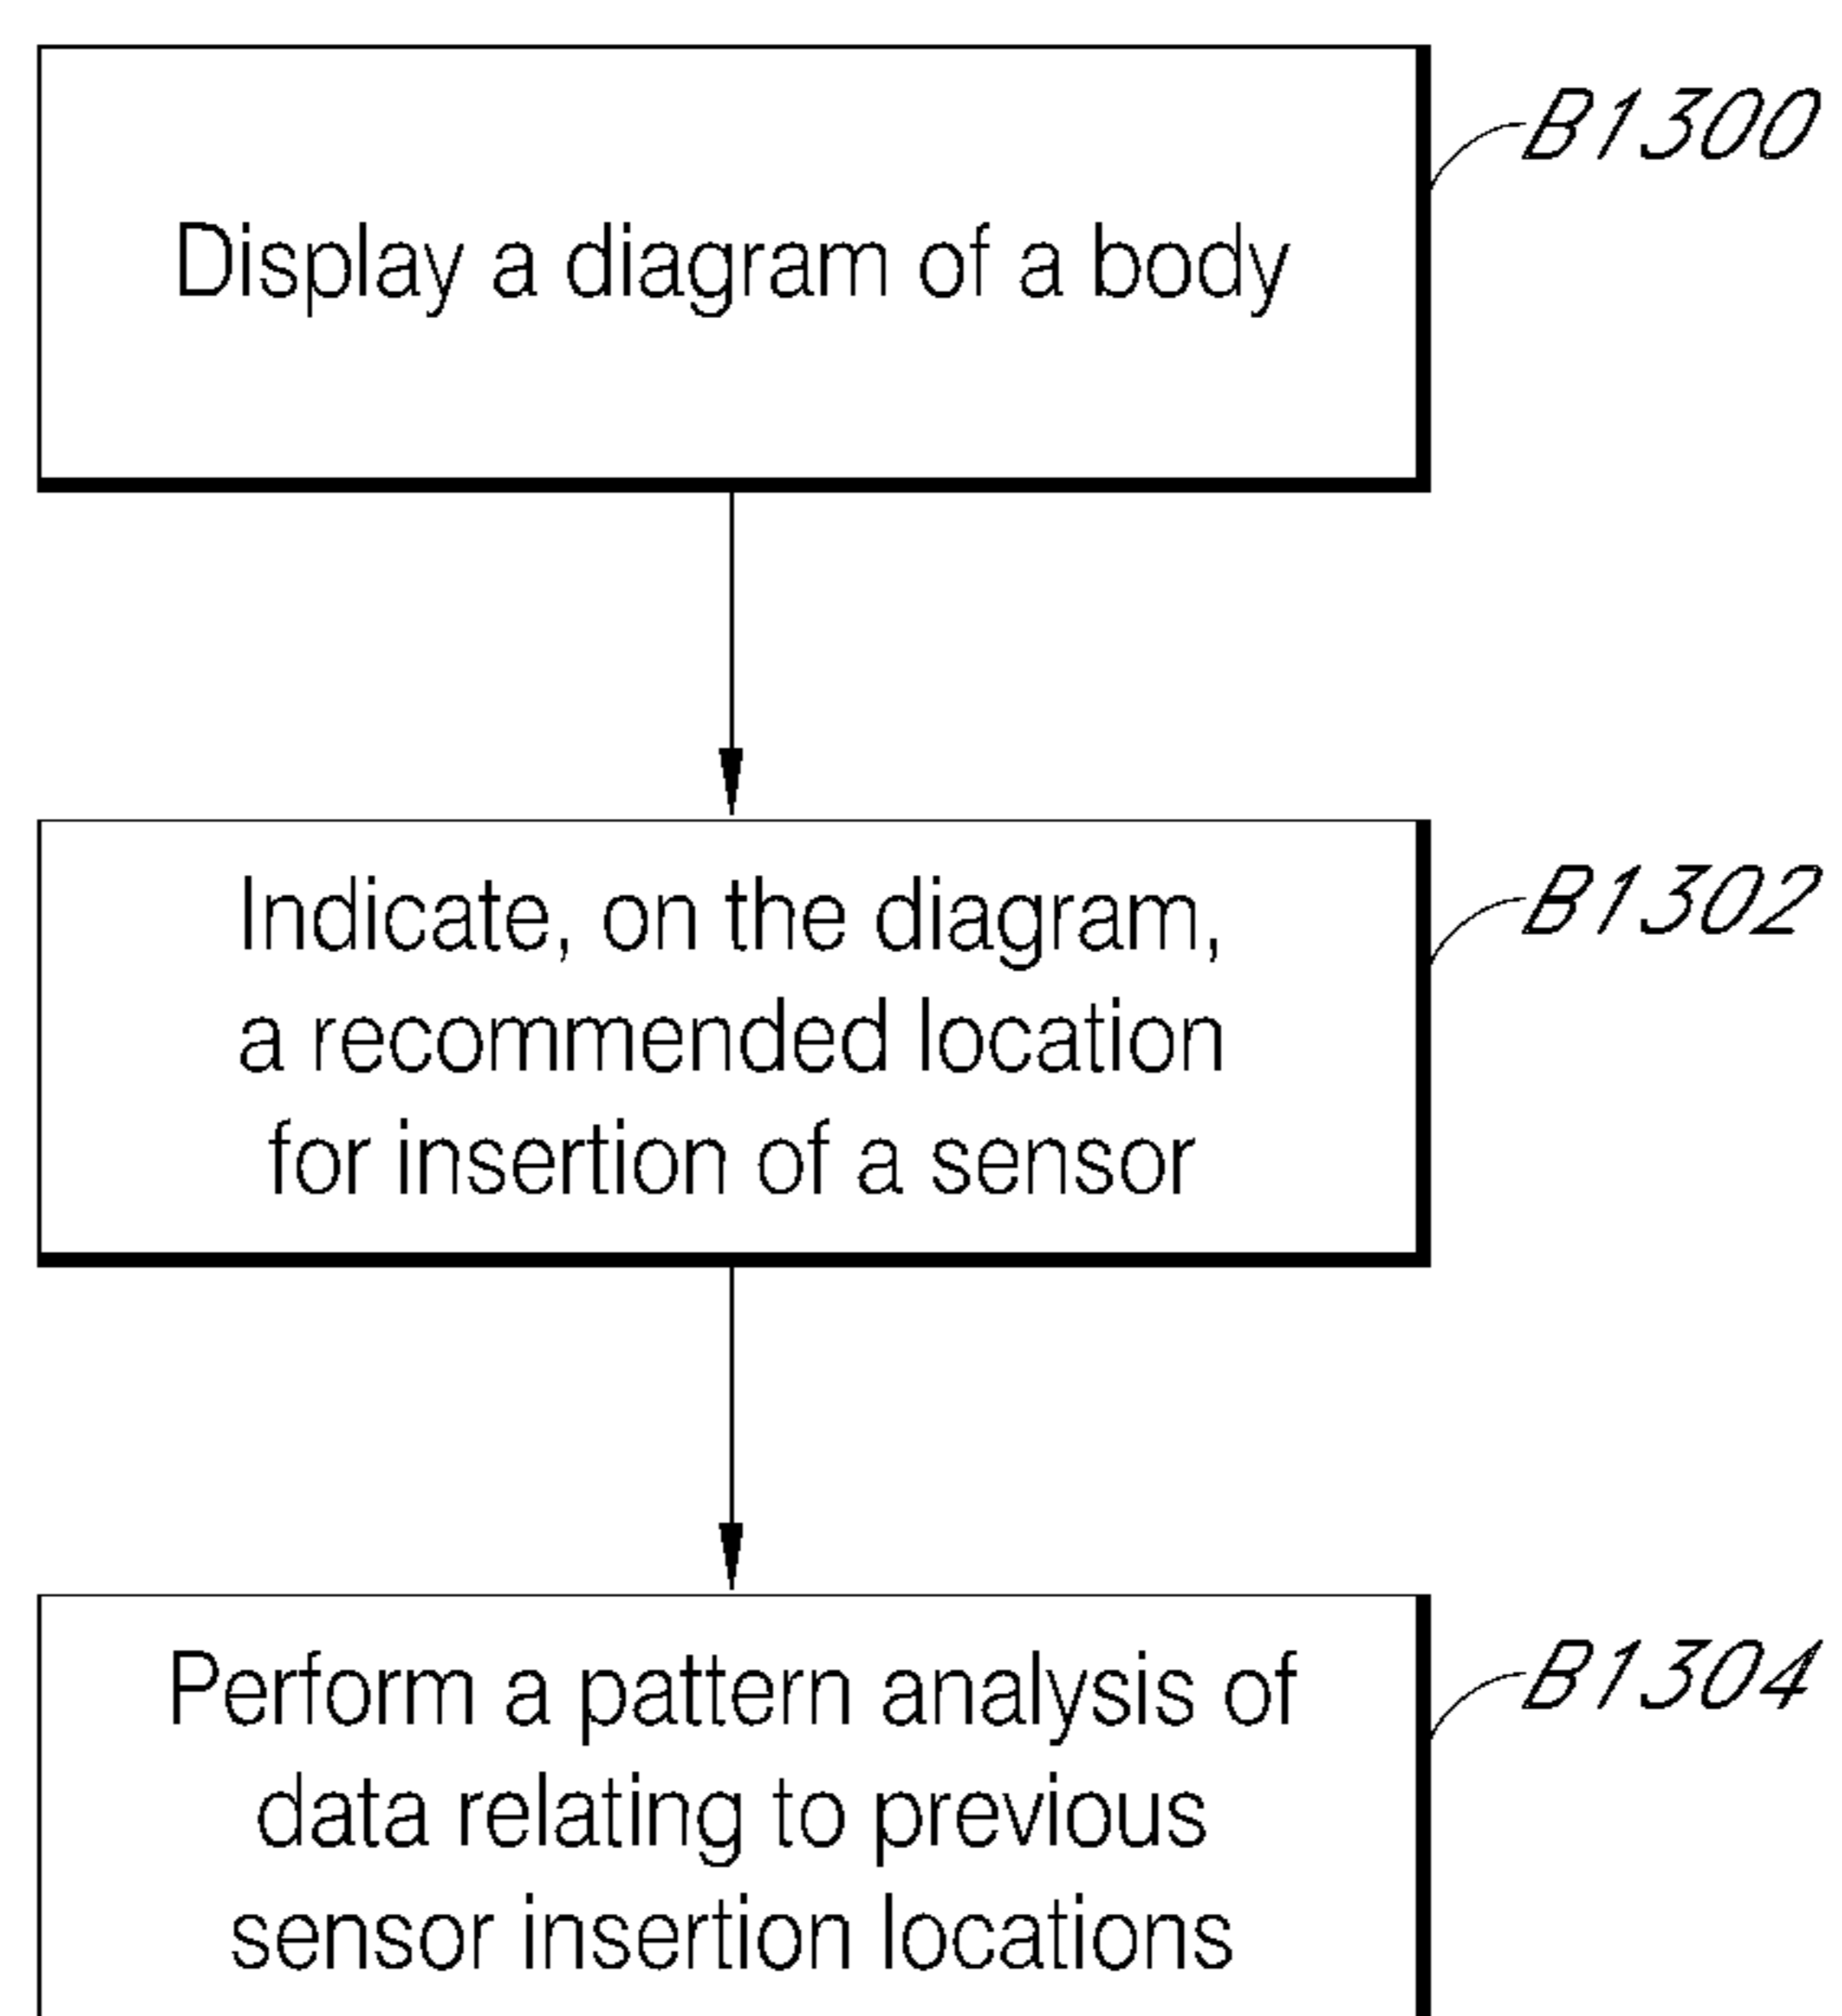 Display a diagram of a body
B1300
Indicate, on the diagram,
a recommended location
for insertion of a sensor
B1302
Perform a pattern analysis of
data relating to previous
sensor insertion locations
B1304